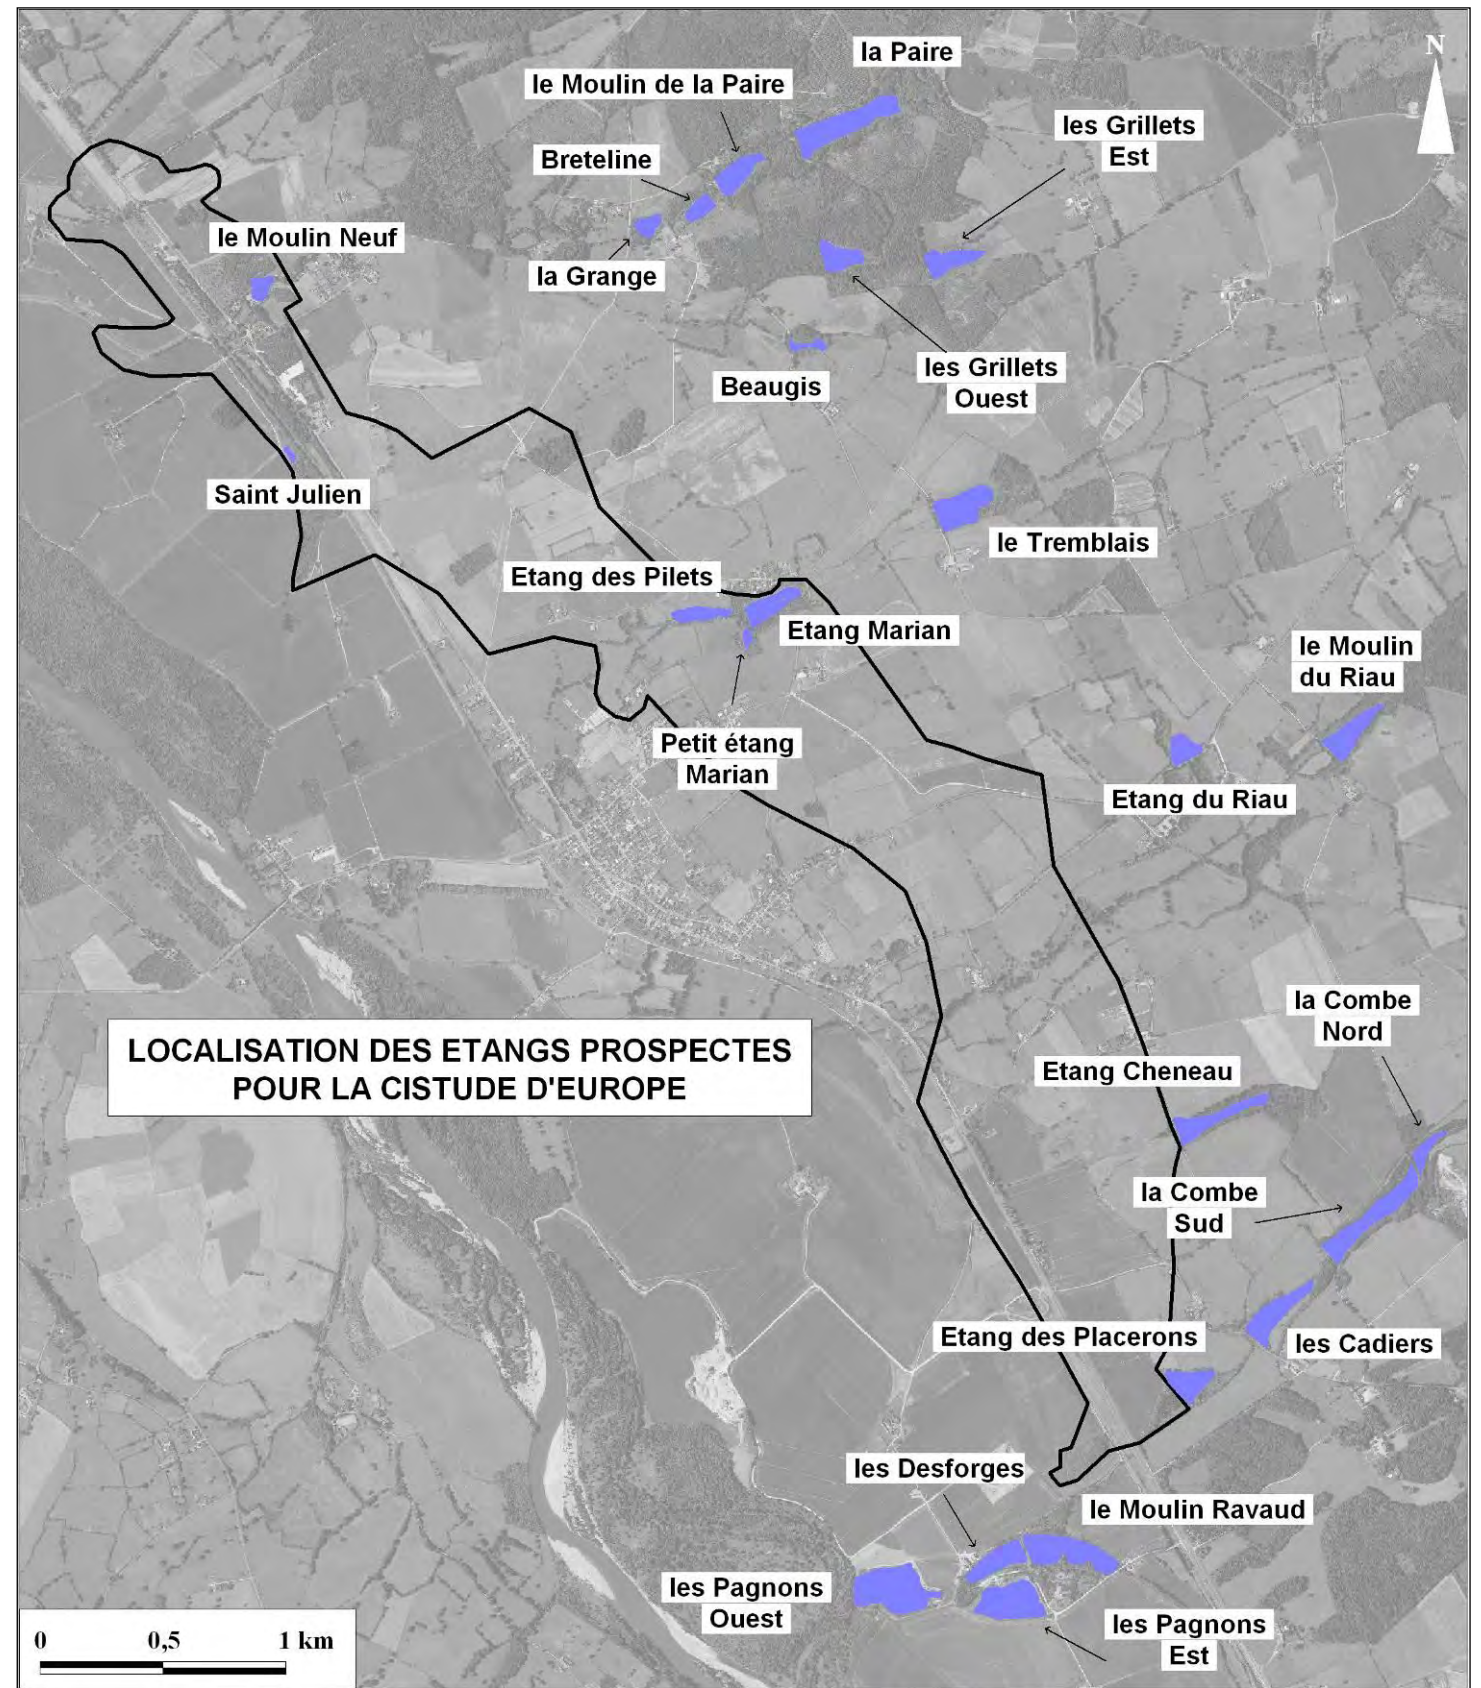 la Paire
N
le Moulin de la Paire
les Grillets
Est
Breteline
le Moulin Neuf
la Grange
les Grillets
Ouest
Beaugis
Saint Julien
le Tremblais
Etang des Pilets
Etang Marian
le Moulin
du Riau
Petit étang
Marian
Etang du Riau
la Combe
Nord
LOCALISATION DES ETANGS PROSPECTES
POUR LA CISTUDE D'EUROPE
Etang Cheneau
la Combe
Sud
Etang des Placerons
les Cadiers
les Desforges
le Moulin Ravaud
les Pagnons
Ouest
les Pagnons
Est
0 0,5 1 km